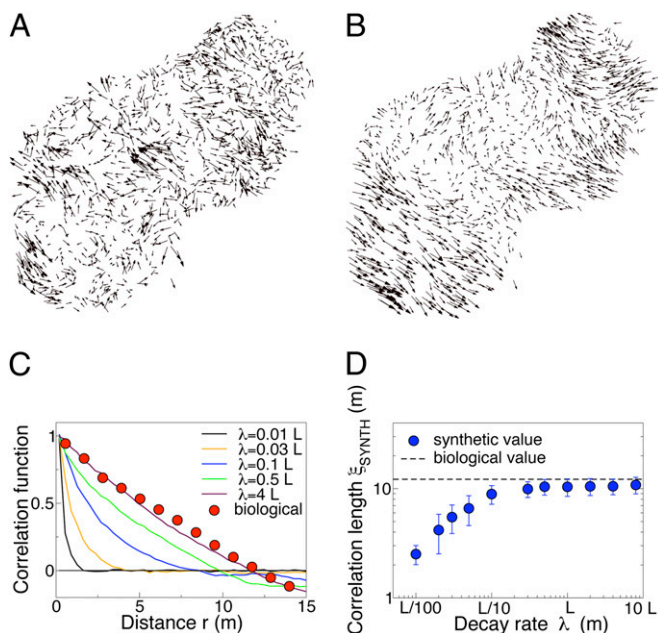 A
B
C
Correlation function
1
0.5
0
λ=0.01 L
λ=0.03 L
λ=0.1 L
λ=0.5 L
λ=4 L
biological
0 5 10 15
Distance r (m)
D
Correlation length ξSYNTH (m)
10
1
synthetic value
biological value
L/100 L/10 L 10 L
Decay rate λ (m)